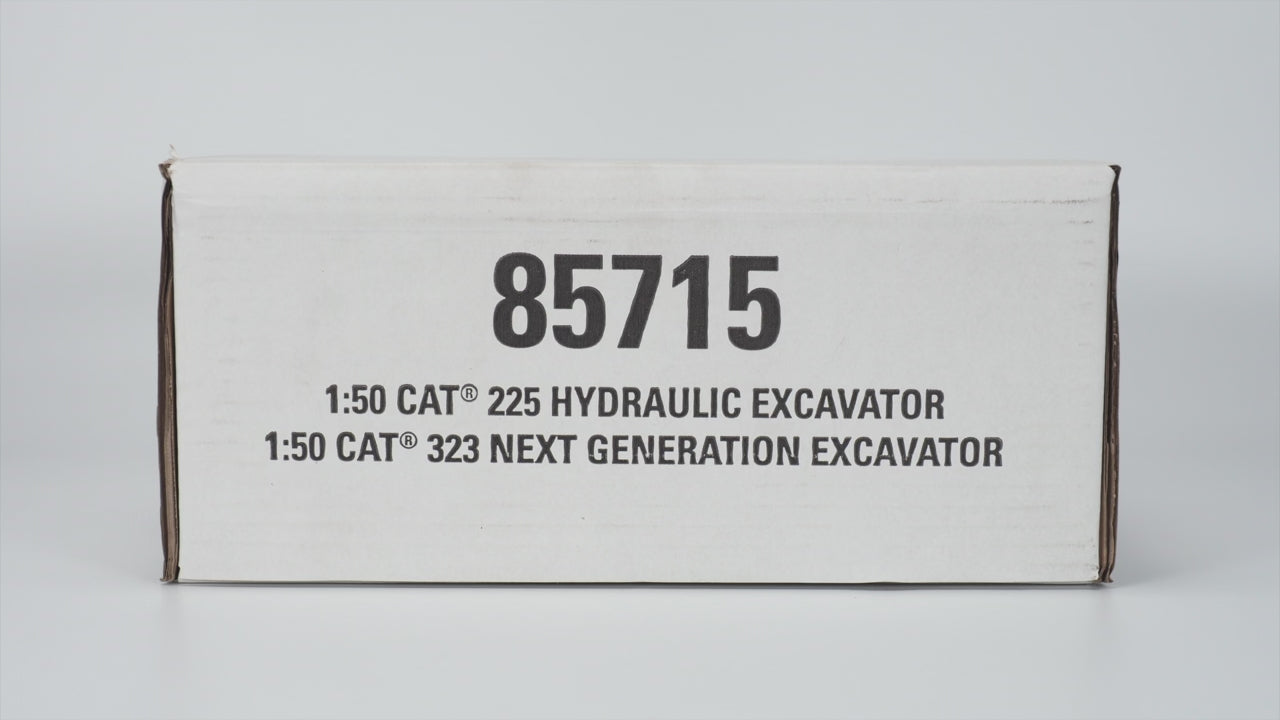 85715
1:50 CAT® 225 HYDRAULIC EXCAVATOR
1:50 CAT® 323 NEXT GENERATION EXCAVATOR